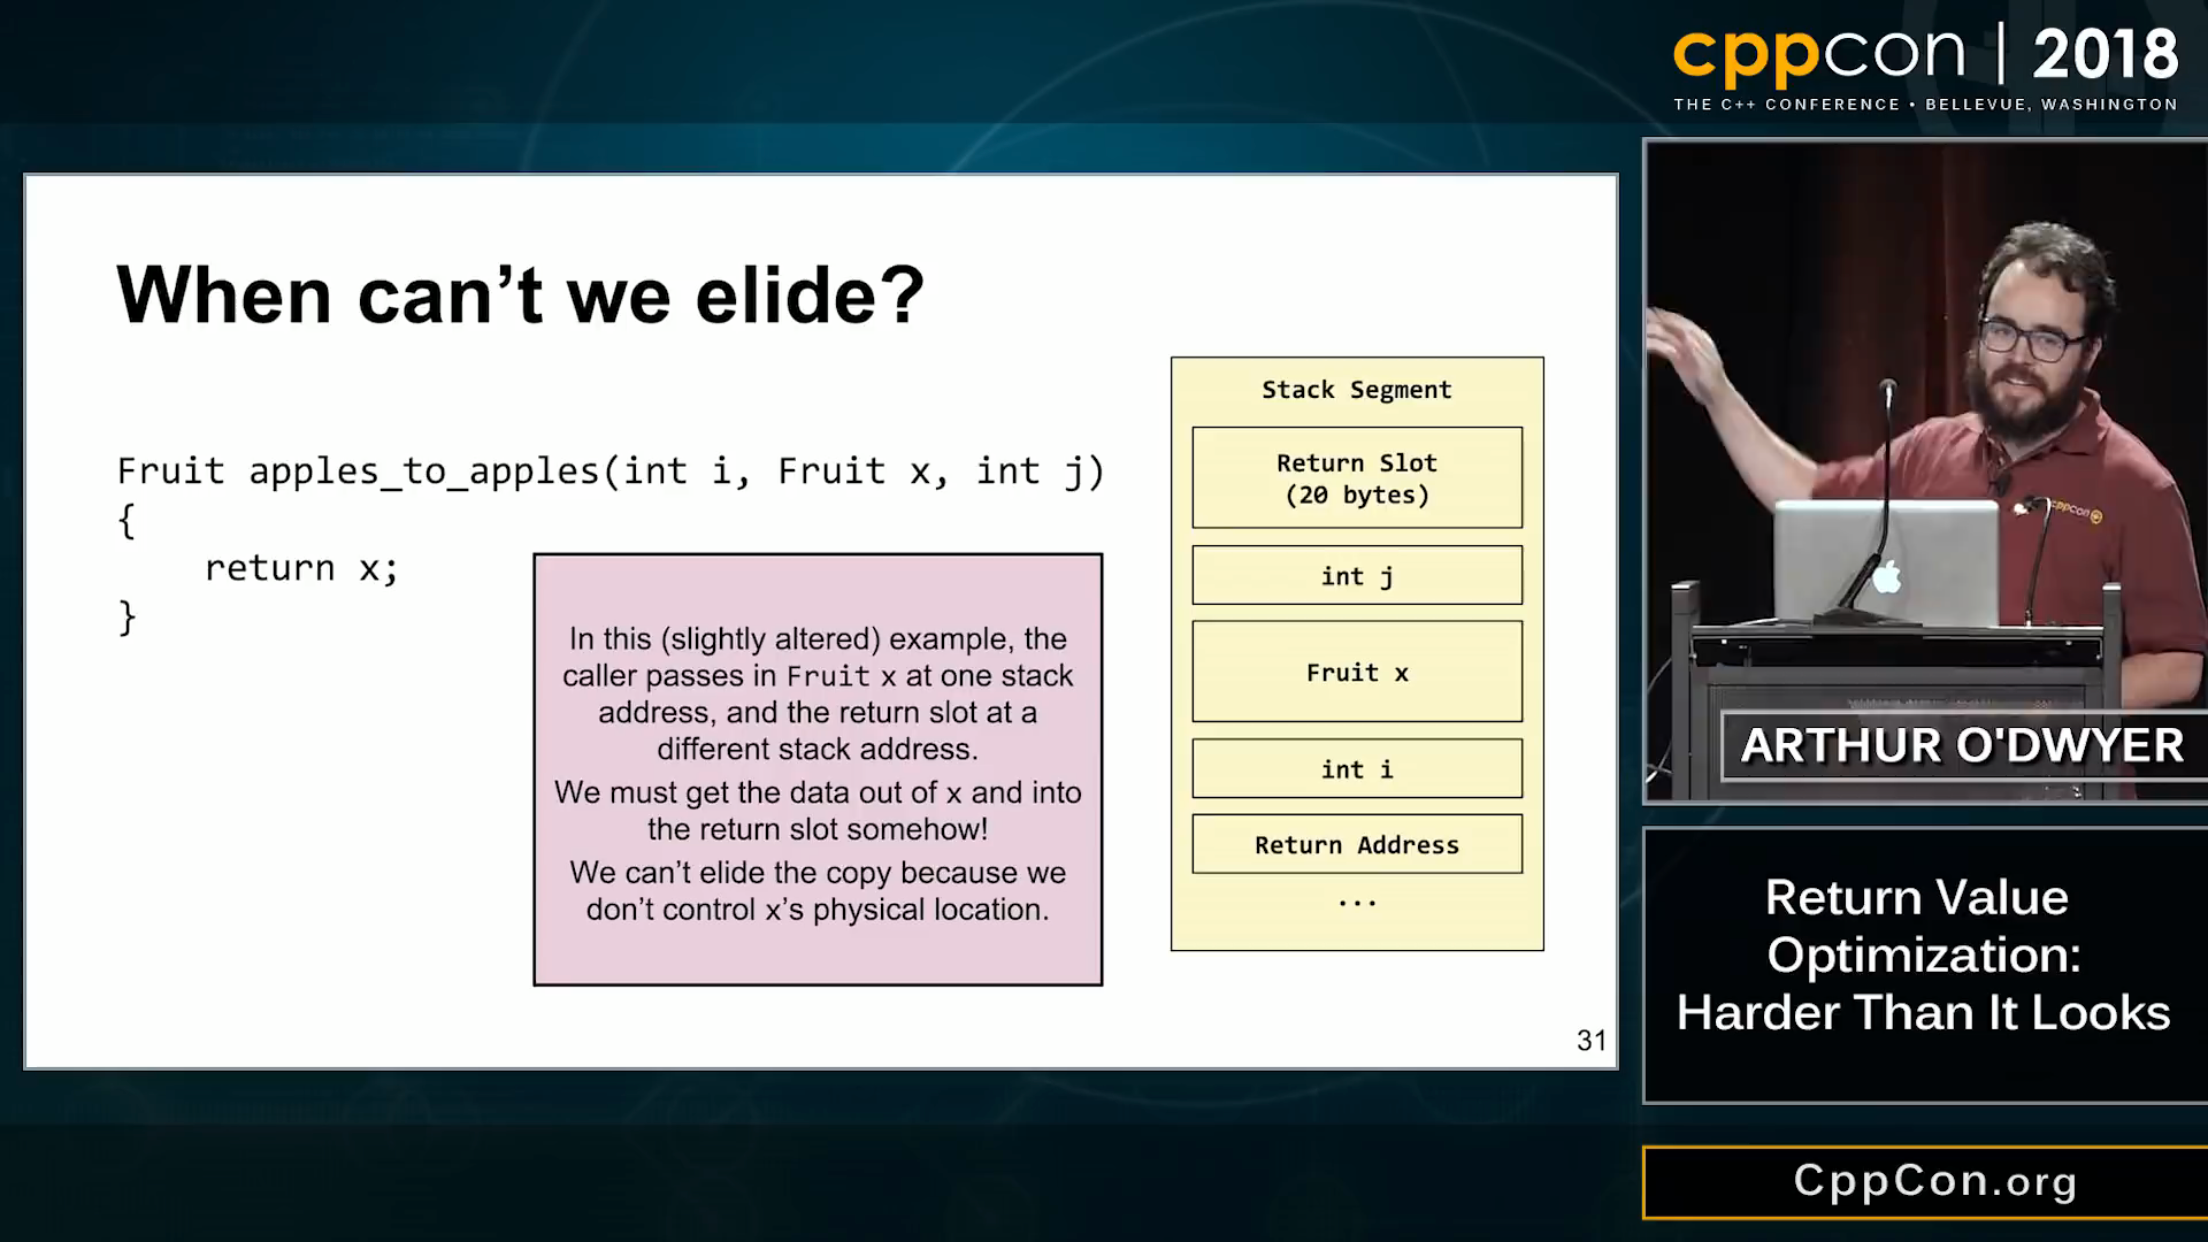 cppcon | 2018
THE C++ CONFERENCE • BELLEVUE, WASHINGTON
When can’t we elide?
Fruit apples_to_apples(int i, Fruit x, int j)
{
return x;
}
In this (slightly altered) example, the
caller passes in Fruit x at one stack
address, and the return slot at a
different stack address.
We must get the data out of x and into
the return slot somehow!
We can’t elide the copy because we
don’t control x’s physical location.
Stack Segment
Return Slot
(20 bytes)
int j
Fruit x
int i
Return Address
...
31
cppcon
ARTHUR O'DWYER
Return Value
Optimization:
Harder Than It Looks
CppCon.org